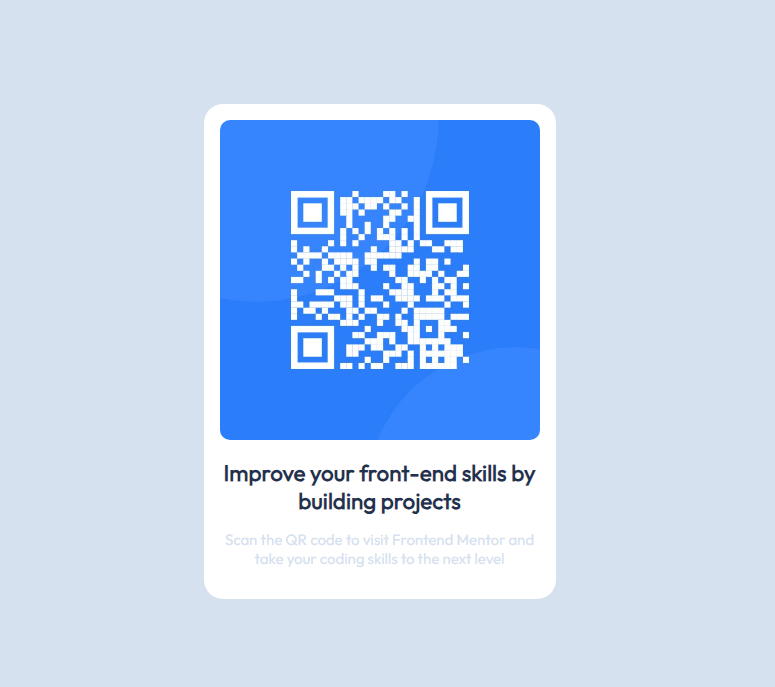 Improve your front-end skills by
building projects
Scan the QR code to visit Frontend Mentor and
take your coding skills to the next level